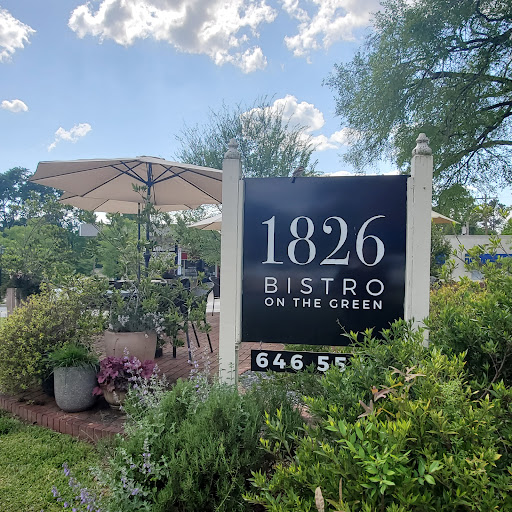 1826
BISTRO
ON THE GREEN
646 55